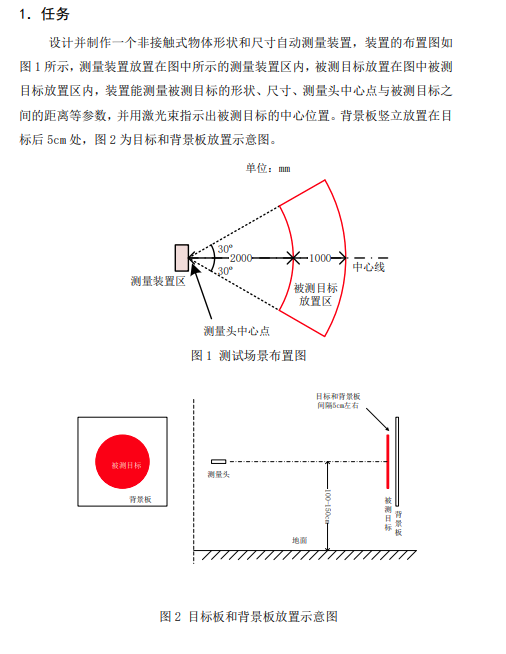 1. 任务
设计并制作一个非接触式物体形状和尺寸自动测量装置，装置的布置图如
图 1 所示，测量装置放置在图中所示的测量装置区内，被测目标放置在图中被测
目标放置区内，装置能测量被测目标的形状、尺寸、测量头中心点与被测目标之
间的距离等参数，并用激光束指示出被测目标的中心位置。背景板竖立放置在目
标后 5cm 处，图 2 为目标和背景板放置示意图。
单位：mm
30°
2000
1000
30°
中心线
测量装置区
被测目标
放置区
测量头中心点
图 1 测试场景布置图
目标和背景板
间隔5cm左右
被测目标
背景板
测量头
100-150cm
被测目标
背景板
地面
图 2 目标板和背景板放置示意图